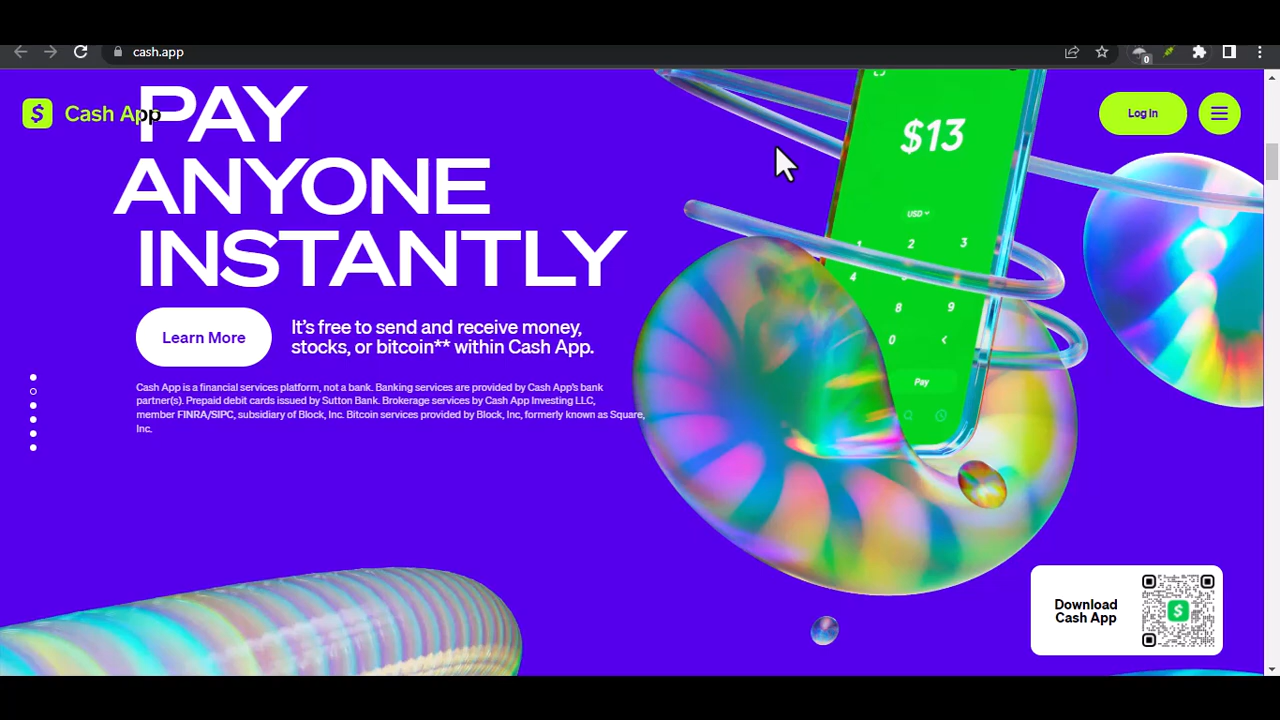 cash.app
0
Cash App
Log In
PAY
ANYONE
INSTANTLY
Learn More
It's free to send and receive money,
stocks, or bitcoin** within Cash App.
Cash App is a financial services platform, not a bank. Banking services are provided by Cash App's bank
partner(s). Prepaid debit cards issued by Sutton Bank. Brokerage services by Cash App Investing LLC,
member FINRA/SIPC, subsidiary of Block, Inc. Bitcoin services provided by Block, Inc, formerly known as Square,
Inc.
$13
USD
1 2 3
4
8 9
0 <
Pay
Download
Cash App
$